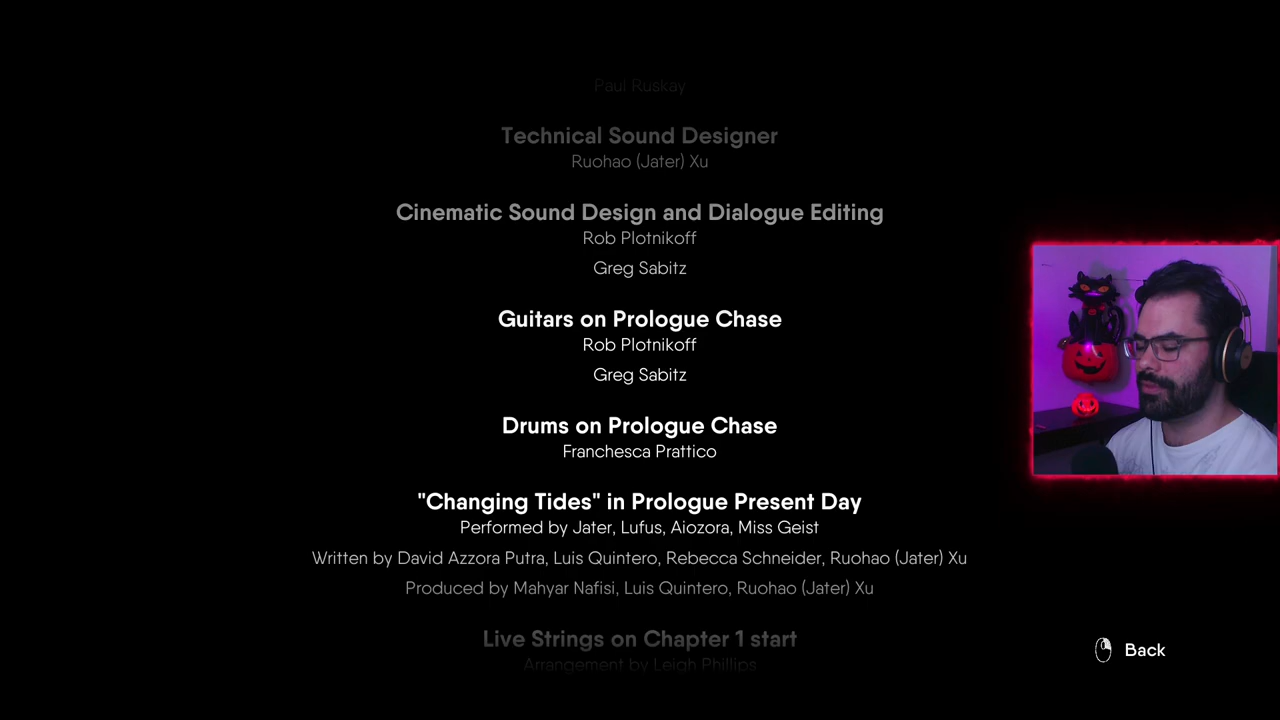 Paul Ruskay
Technical Sound Designer
Ruohao (Jater) Xu
Cinematic Sound Design and Dialogue Editing
Rob Plotnikoff
Greg Sabitz
Guitars on Prologue Chase
Rob Plotnikoff
Greg Sabitz
Drums on Prologue Chase
Franchesca Prattico
"Changing Tides" in Prologue Present Day
Performed by Jater, Lufus, Aiozora, Miss Geist
Written by David Azzora Putra, Luis Quintero, Rebecca Schneider, Ruohao (Jater) Xu
Produced by Mahyar Nafisi, Luis Quintero, Ruohao (Jater) Xu
Live Strings on Chapter 1 start
Arrangement by Leigh Phillips
Back